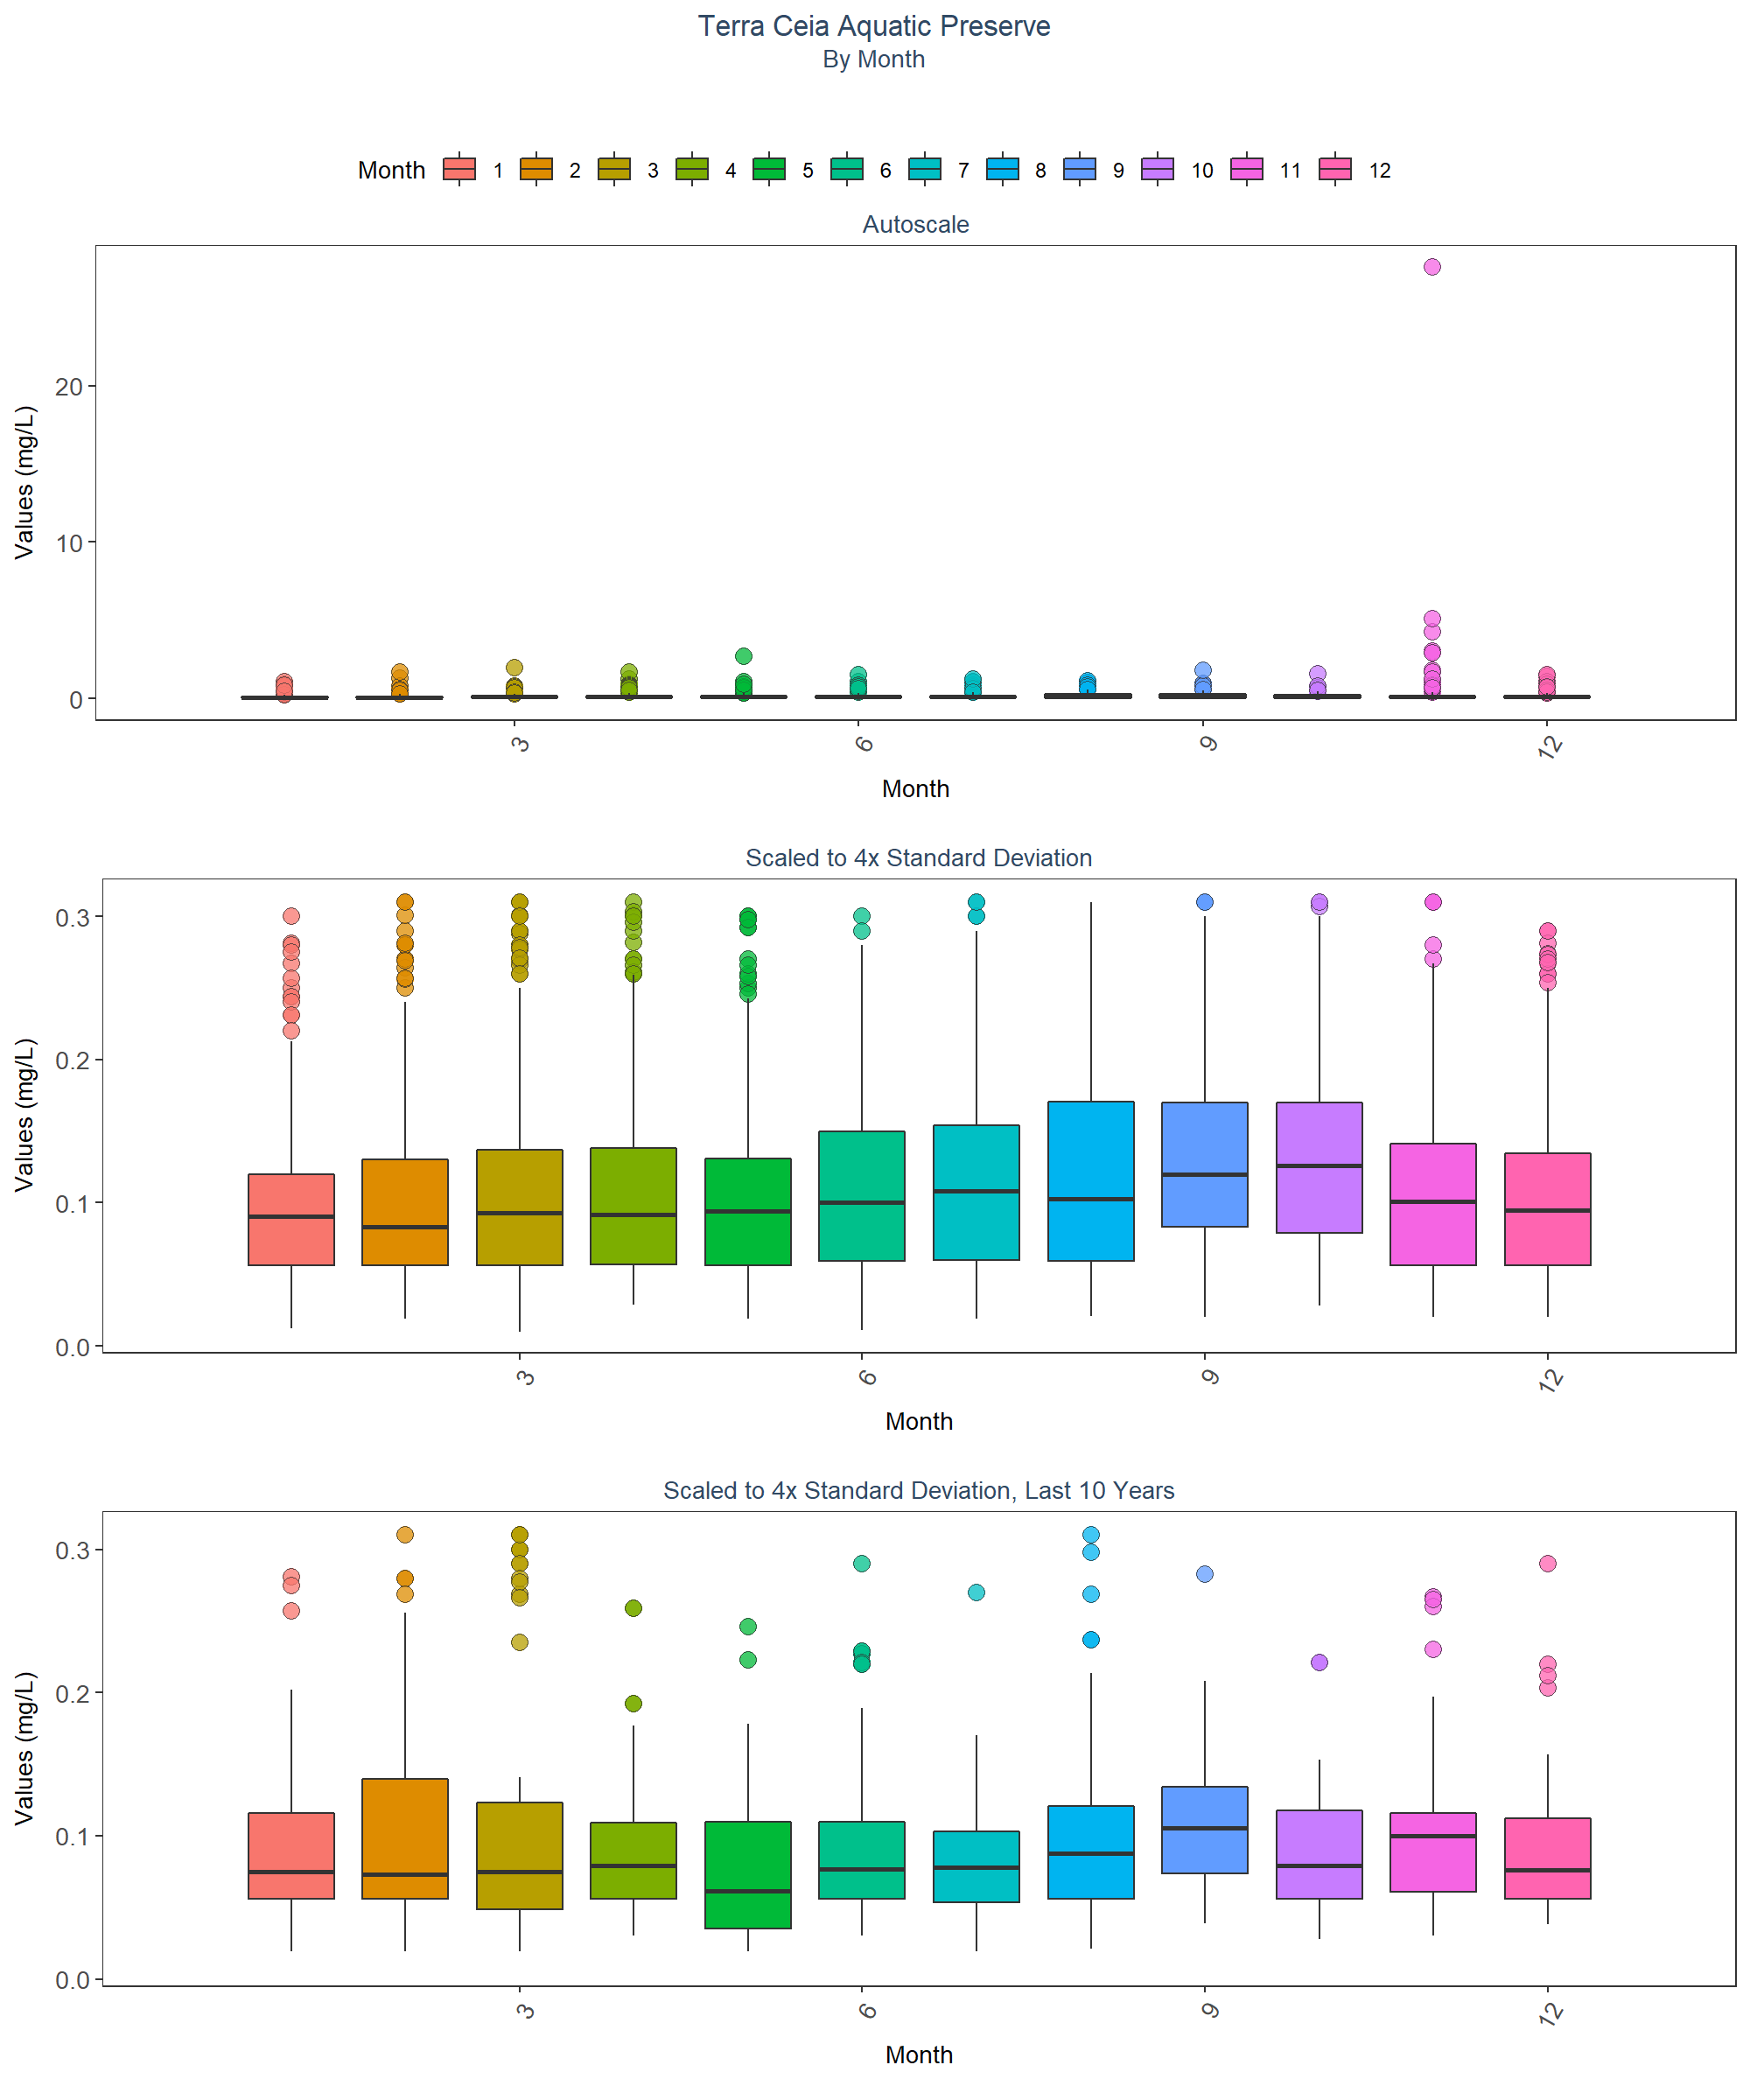 Terra Ceia Aquatic Preserve
By Month
Month 1 2 3 4 5 6 7 8 9 10 11 12
Autoscale
Values (mg/L)
20
10
0
3 6 9 12
Month
Scaled to 4x Standard Deviation
Values (mg/L)
0.3
0.2
0.1
0.0
3 6 9 12
Month
Scaled to 4x Standard Deviation, Last 10 Years
Values (mg/L)
0.3
0.2
0.1
0.0
3 6 9 12
Month